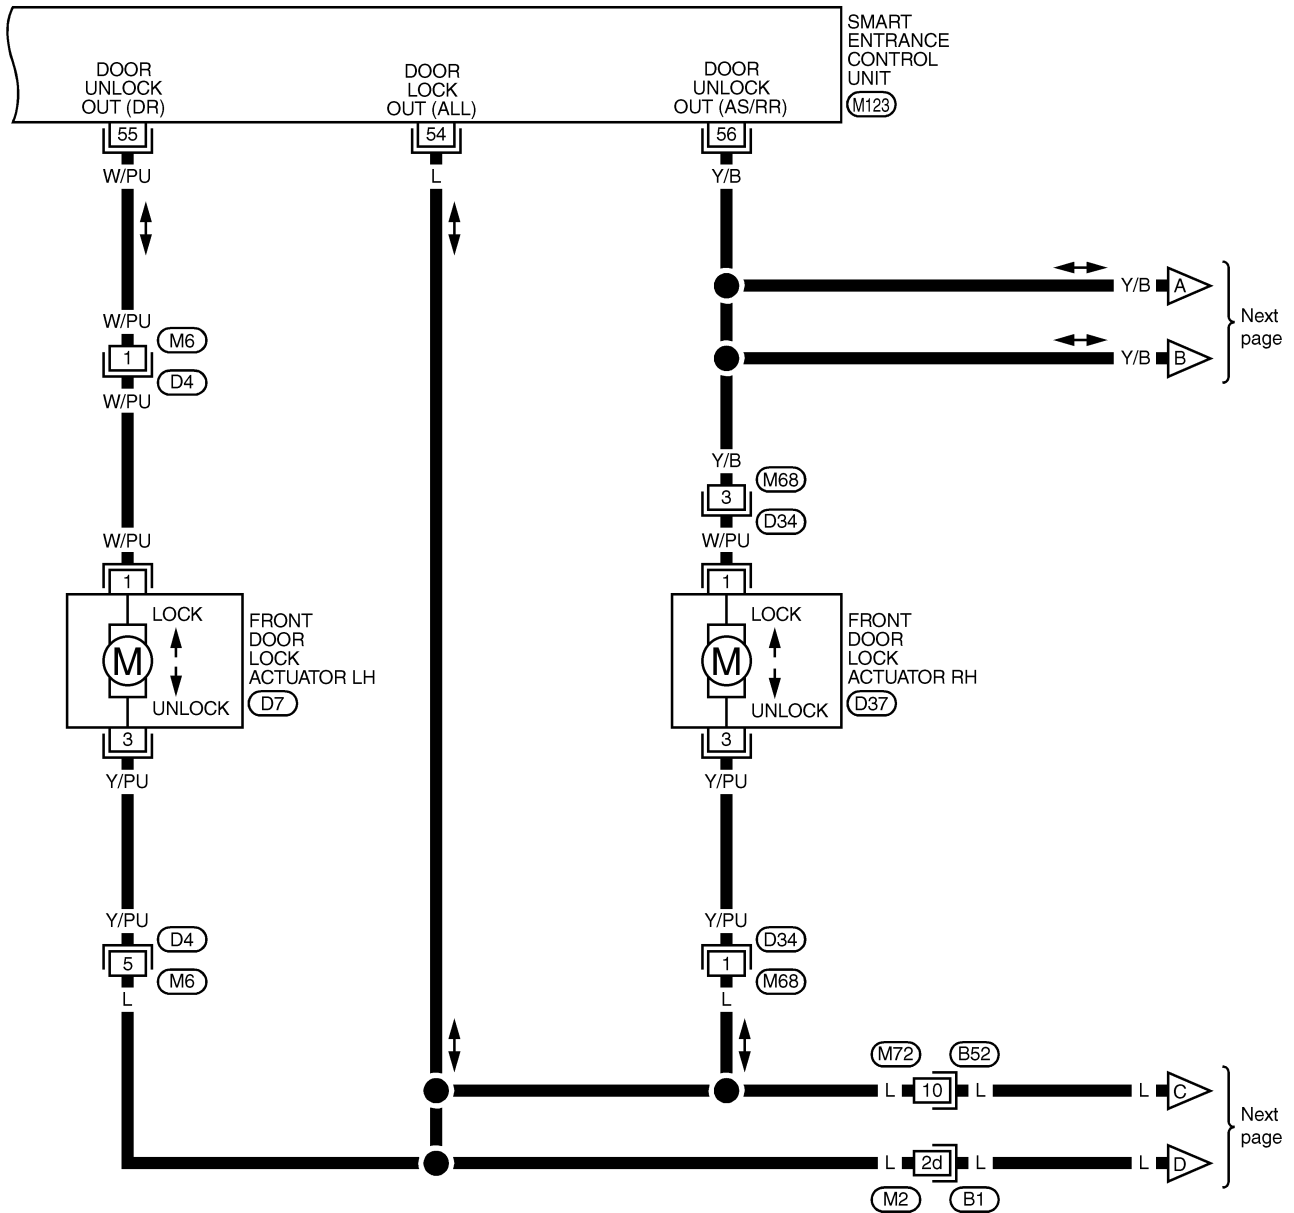 SMART
ENTRANCE
CONTROL
UNIT
M123
DOOR
UNLOCK
OUT (DR)
DOOR
LOCK
OUT (ALL)
DOOR
UNLOCK
OUT (AS/RR)
55
54
56
W/PU
L
Y/B
Y/B
A
Next
page
W/PU
M6
1
D4
W/PU
Y/B
B
Y/B
M68
3
D34
W/PU
W/PU
1
LOCK
M
UNLOCK
FRONT
DOOR
LOCK
ACTUATOR LH
D7
3
1
LOCK
M
UNLOCK
FRONT
DOOR
LOCK
ACTUATOR RH
D37
3
Y/PU
Y/PU
Y/PU
D4
5
M6
L
Y/PU
D34
1
M68
L
M72
B52
L
10
L
L
C
Next
page
L
2d
L
L
D
M2
B1